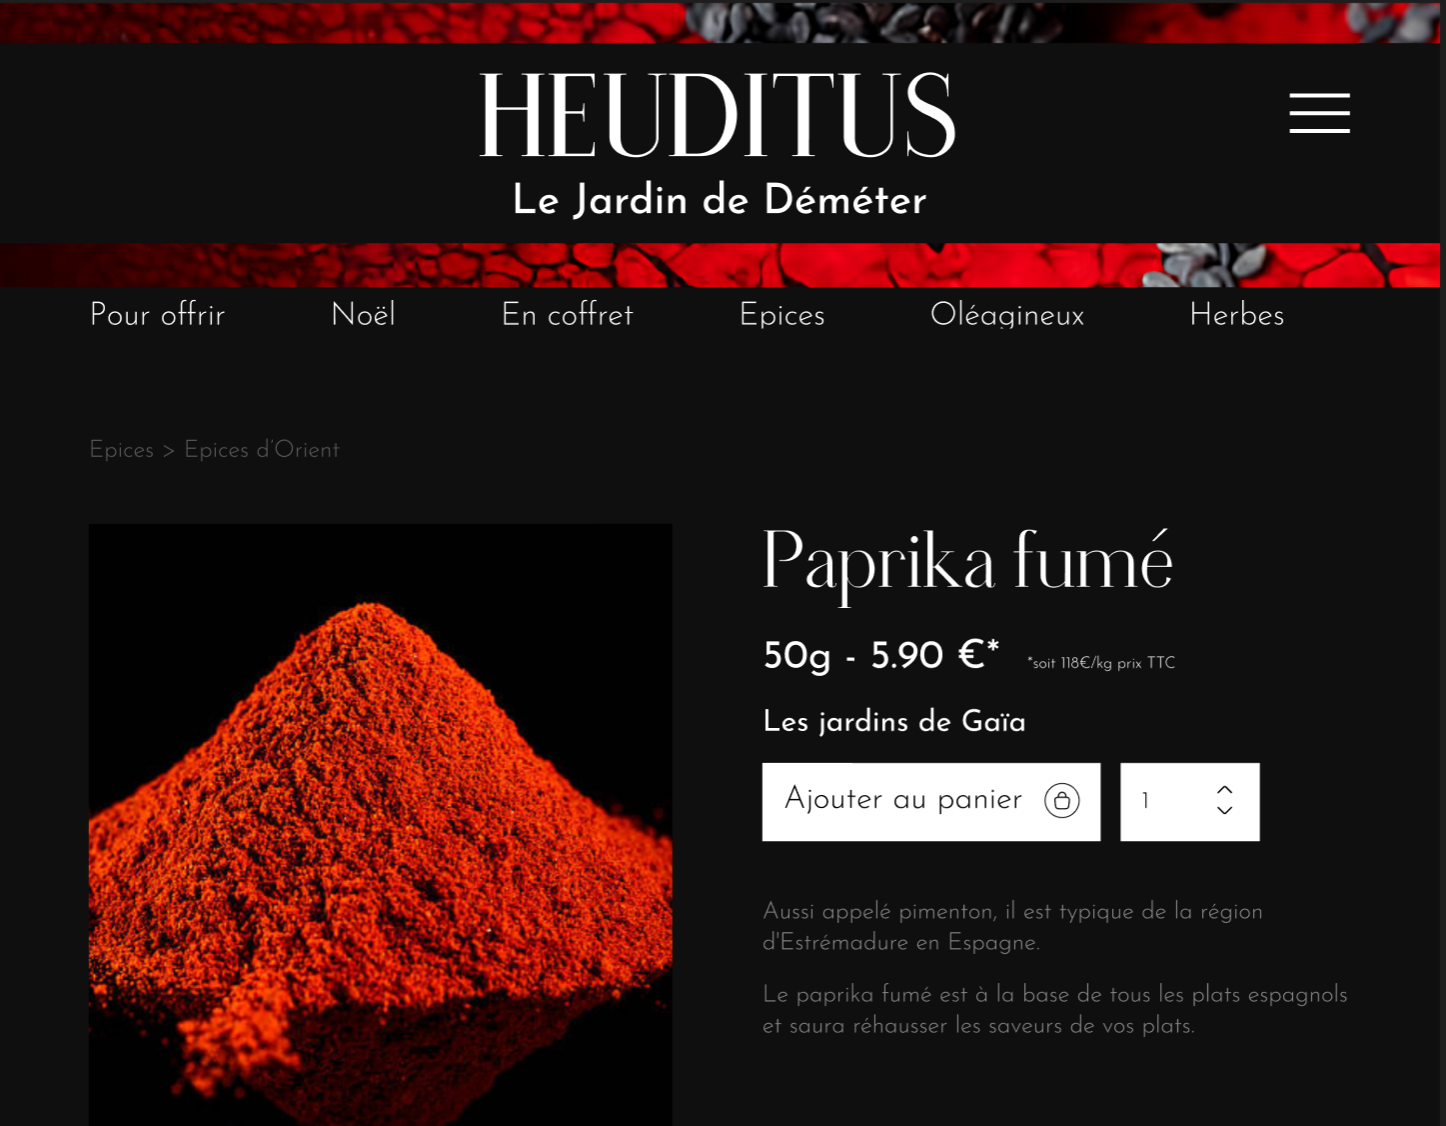 HEUDITUS
Le Jardin de Déméter
Pour offrir Noël En coffret Epices Oléagineux Herbes
Epices > Epices d'Orient
Paprika fumé
50g - 5.90 €* *soit 118€/kg prix TTC
Les jardins de Gaïa
Ajouter au panier 1
Aussi appelé pimenton, il est typique de la région
d'Estrémadure en Espagne.
Le paprika fumé est à la base de tous les plats espagnols
et saura réhausser les saveurs de vos plats.